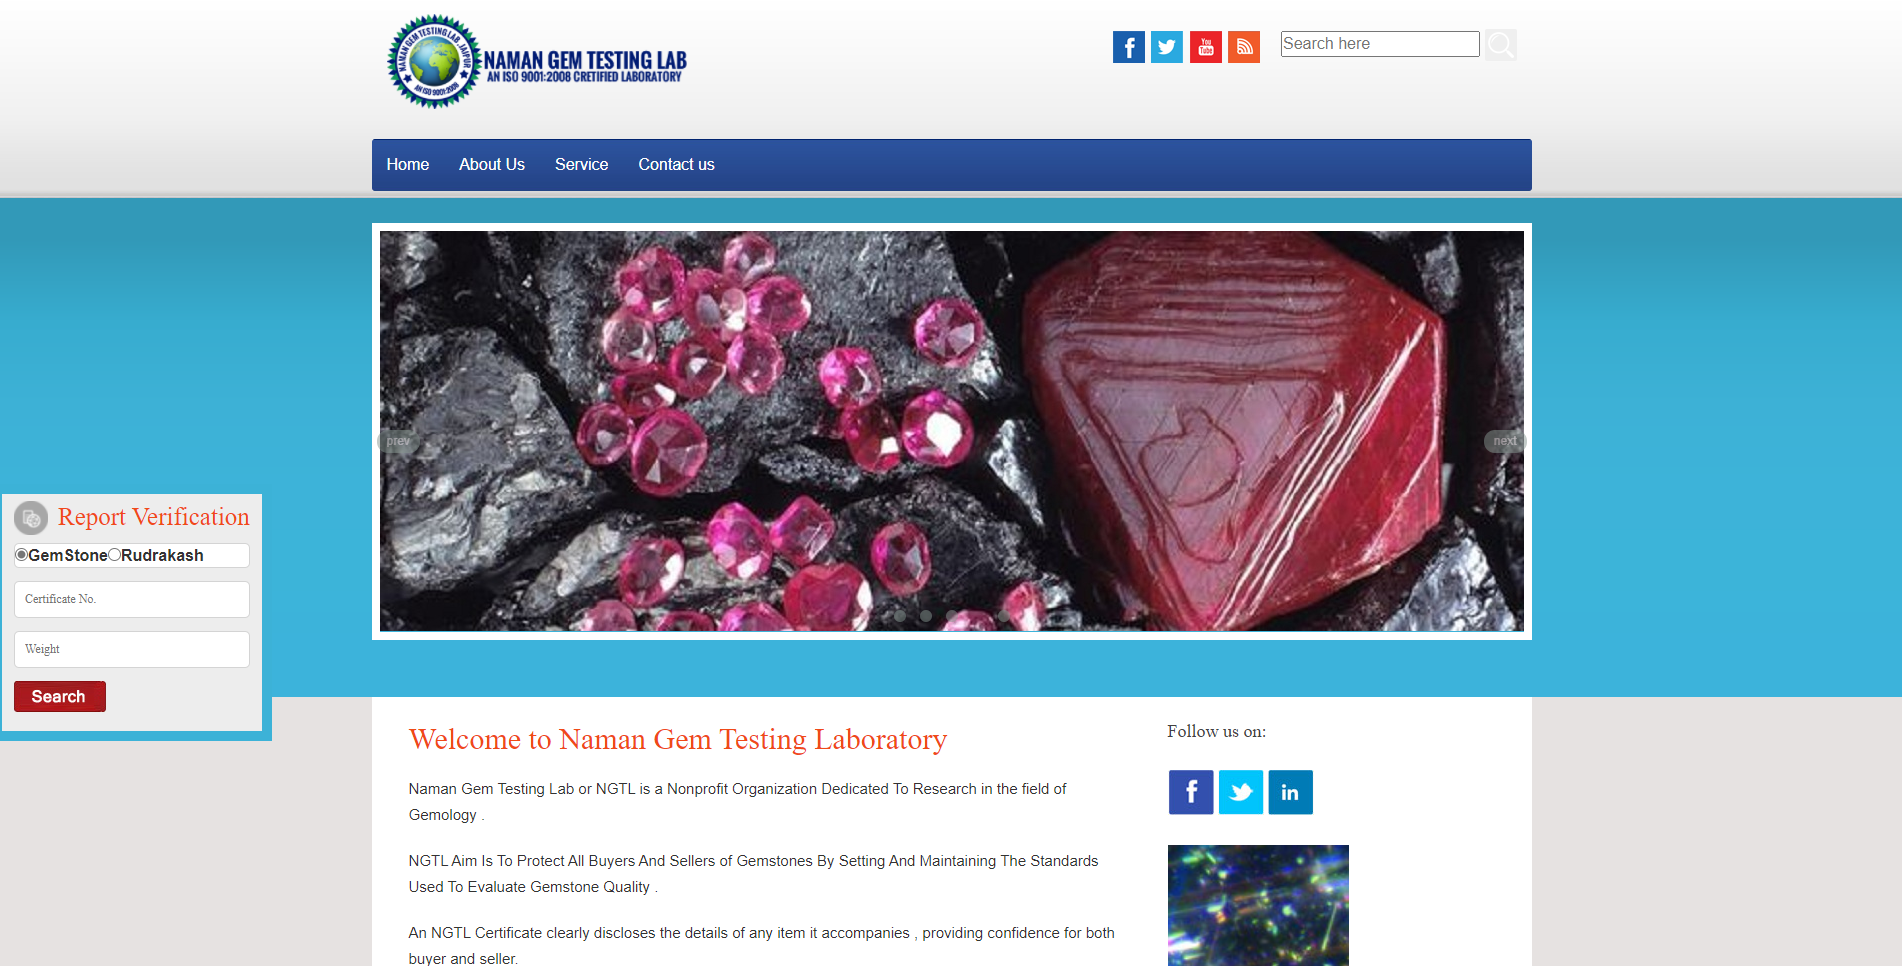 NAMAN GEM TESTING LAB, JAIPUR
AN ISO 9001:2008
NAMAN GEM TESTING LAB
AN ISO 9001:2008 CRETIFIED LABORATORY
You
Tube
Search here
Home About Us Service Contact us
prev
next
Report Verification
GemStone Rudrakash
Certificate No.
Weight
Search
Welcome to Naman Gem Testing Laboratory
Naman Gem Testing Lab or NGTL is a Nonprofit Organization Dedicated To Research in the field of
Gemology .
NGTL Aim Is To Protect All Buyers And Sellers of Gemstones By Setting And Maintaining The Standards
Used To Evaluate Gemstone Quality .
An NGTL Certificate clearly discloses the details of any item it accompanies , providing confidence for both
buyer and seller.
Follow us on: